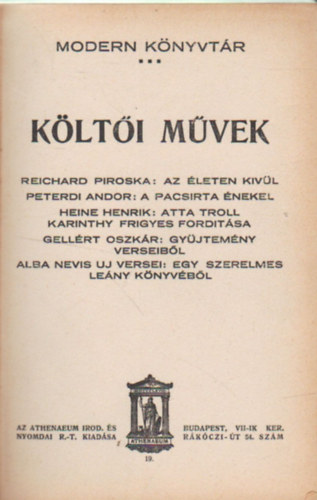 MODERN KÖNYVTÁR
***
KÖLTŐI MŰVEK
REICHARD PIROSKA: AZ ÉLETEN KIVÜL
PETERDI ANDOR: A PACSIRTA ÉNEKEL
HEINE HENRIK: ATTA TROLL
KARINTHY FRIGYES FORDITÁSA
GELLÉRT OSZKÁR: GYÜJTEMÉNY
VERSEIBŐL
ALBA NEVIS UJ VERSEI: EGY SZERELMES
LEÁNY KÖNYVÉBŐL
AZ ATHENAEUM IROD. ÉS
NYOMDAI R.-T. KIADÁSA
ATHENAEUM
19.
BUDAPEST, VII-IK KER.
RÁKÓCZI-ÚT 54. SZÁM